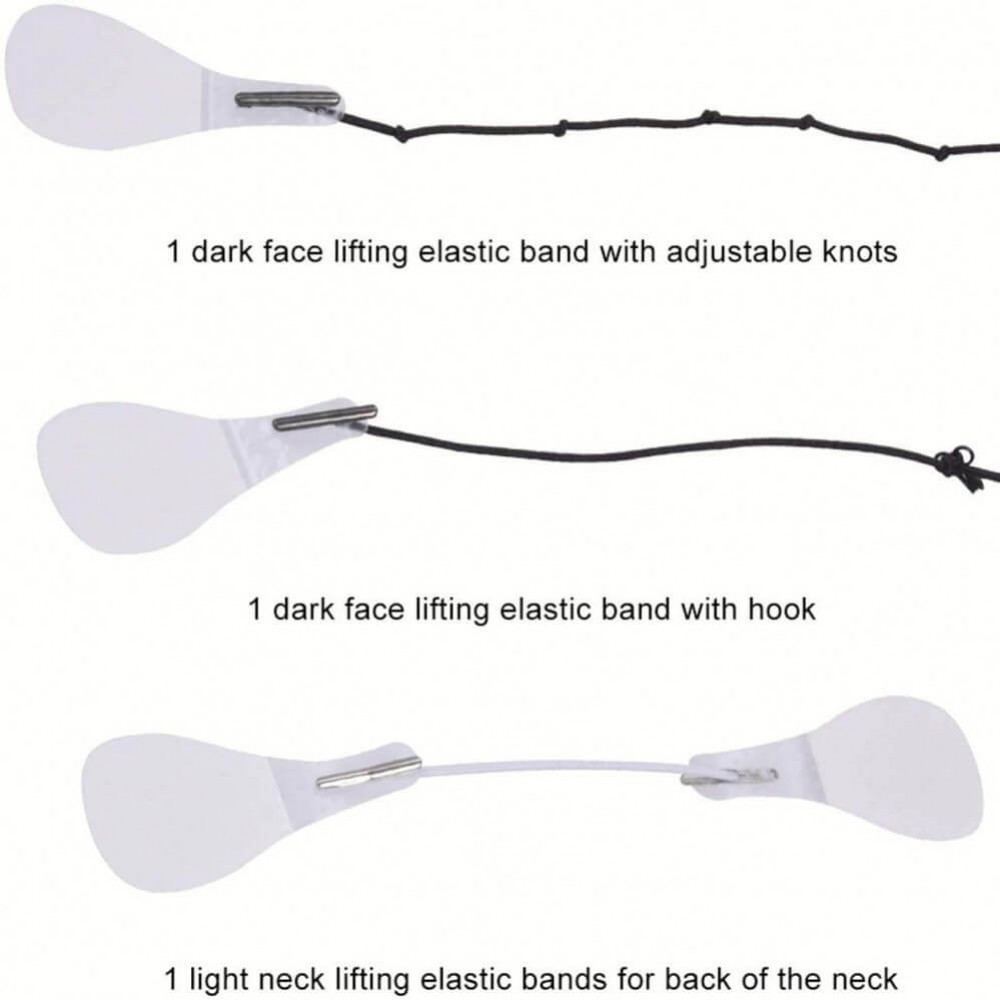 1 dark face lifting elastic band with adjustable knots
1 dark face lifting elastic band with hook
1 light neck lifting elastic bands for back of the neck